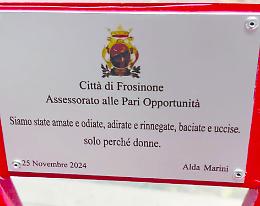 Città di Frosinone
Assessorato alle Pari Opportunità
Siamo state amate e odiate, adirate e rinnegate, baciate e uccise.
solo perché donne.
25 Novembre 2024 Alda Marini